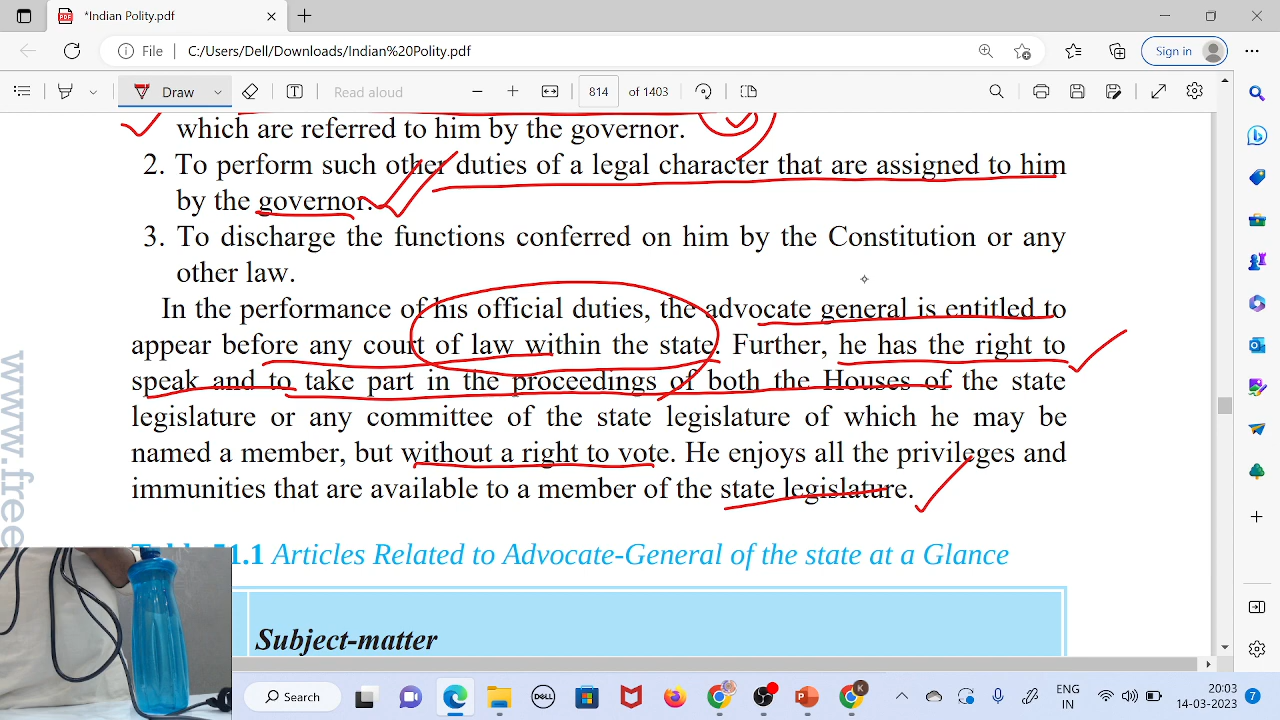 *Indian Polity.pdf
File
C:/Users/Dell/Downloads/Indian%20Polity.pdf
Sign in
Draw
Read aloud
814 of 1403
which are referred to him by the governor.
2. To perform such other duties of a legal character that are assigned to him
by the governor.
3. To discharge the functions conferred on him by the Constitution or any
other law.
In the performance of his official duties, the advocate general is entitled to
appear before any court of law within the state. Further, he has the right to
speak and to take part in the proceedings of both the Houses of the state
legislature or any committee of the state legislature of which he may be
named a member, but without a right to vote. He enjoys all the privileges and
immunities that are available to a member of the state legislature.
www.free
1.1 Articles Related to Advocate-General of the state at a Glance
Subject-matter
Search
DELL
K
ENG
IN
20:03
14-03-2023
7